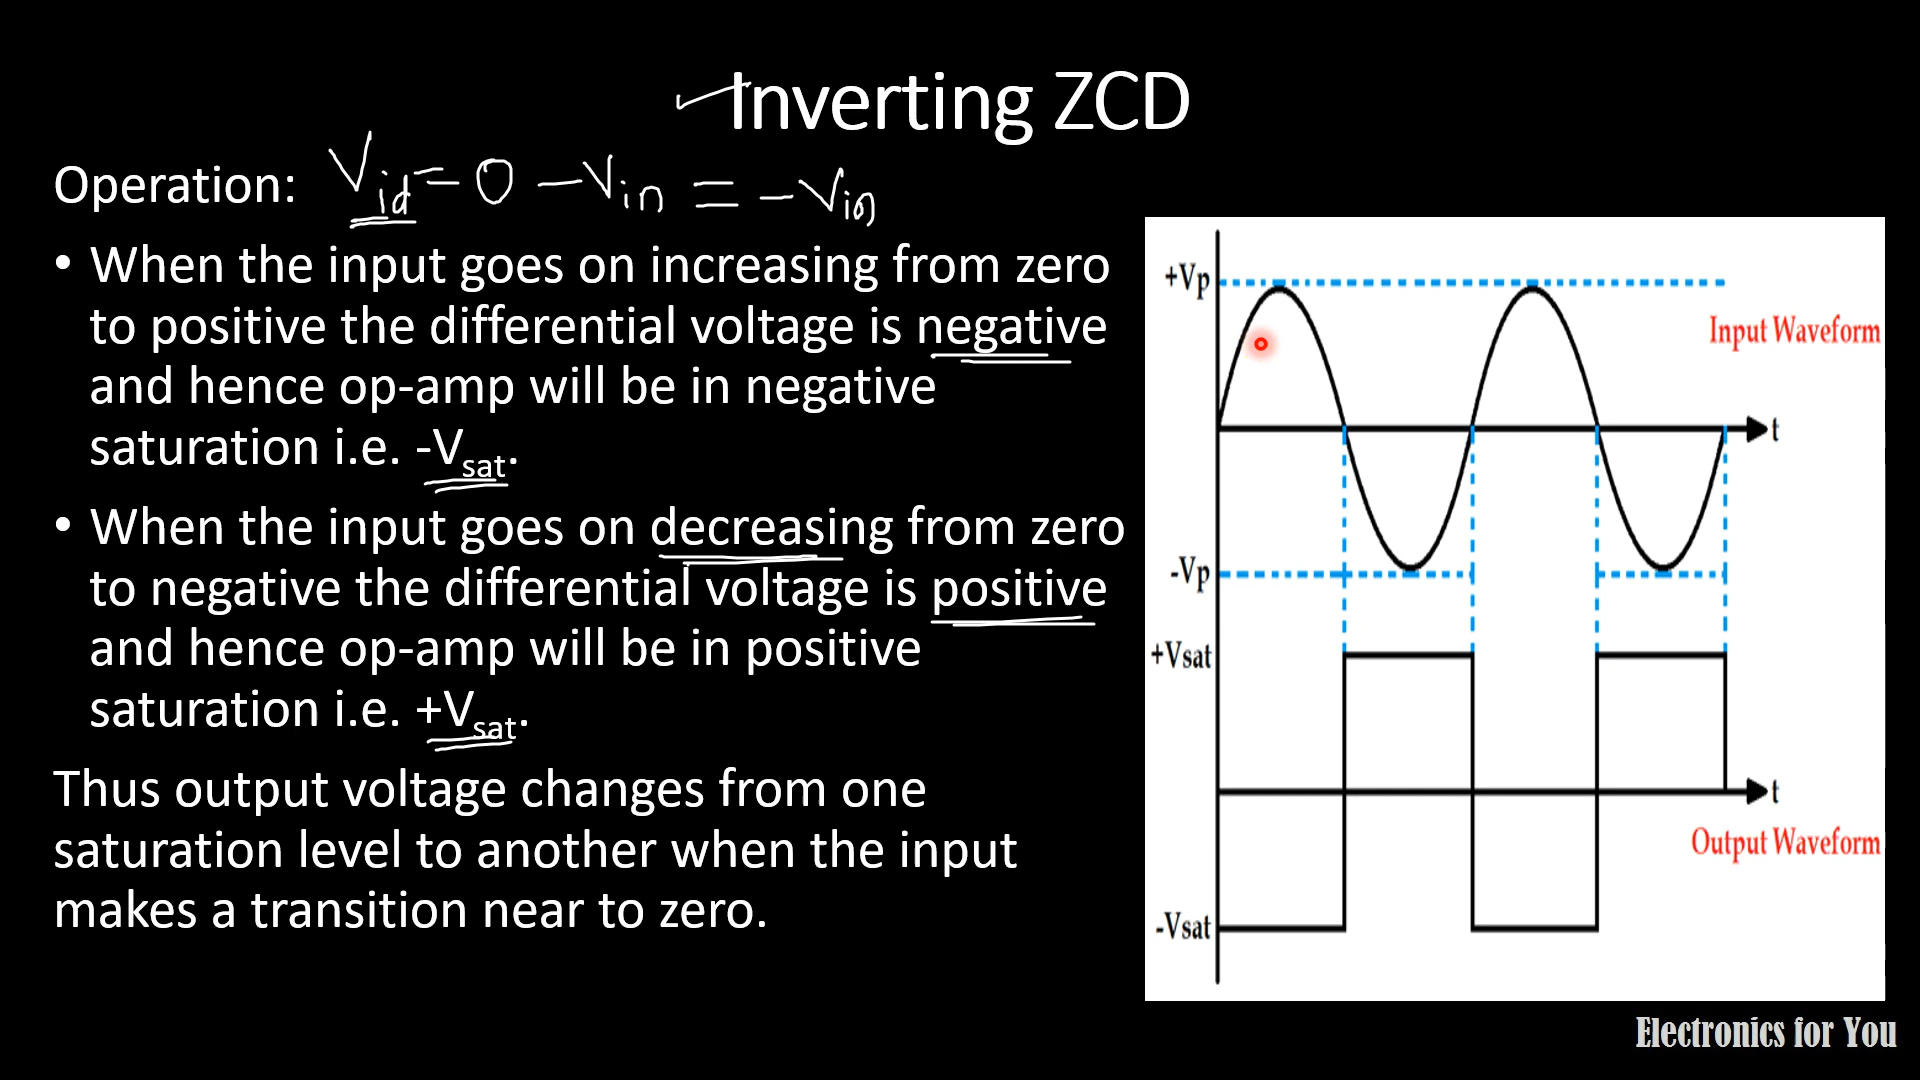 Inverting ZCD
Operation: Vid = 0 - Vin = -Vin
• When the input goes on increasing from zero
to positive the differential voltage is negative
and hence op-amp will be in negative
saturation i.e. -Vsat.
• When the input goes on decreasing from zero
to negative the differential voltage is positive
and hence op-amp will be in positive
saturation i.e. +Vsat.
Thus output voltage changes from one
saturation level to another when the input
makes a transition near to zero.
+Vp
Input Waveform
t
-Vp
+Vsat
t
Output Waveform
-Vsat
Electronics for You